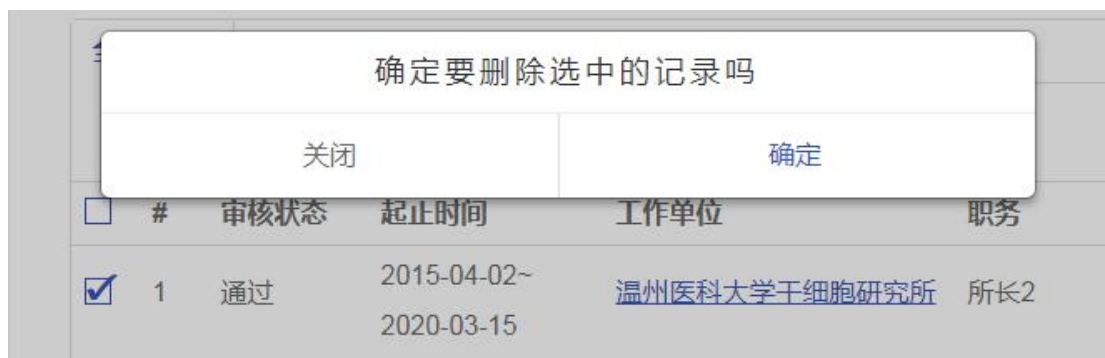 确定要删除选中的记录吗
关闭 确定
# 审核状态 起止时间 工作单位 职务
1 通过 2015-04-02~ 温州医科大学干细胞研究所 所长2
2020-03-15